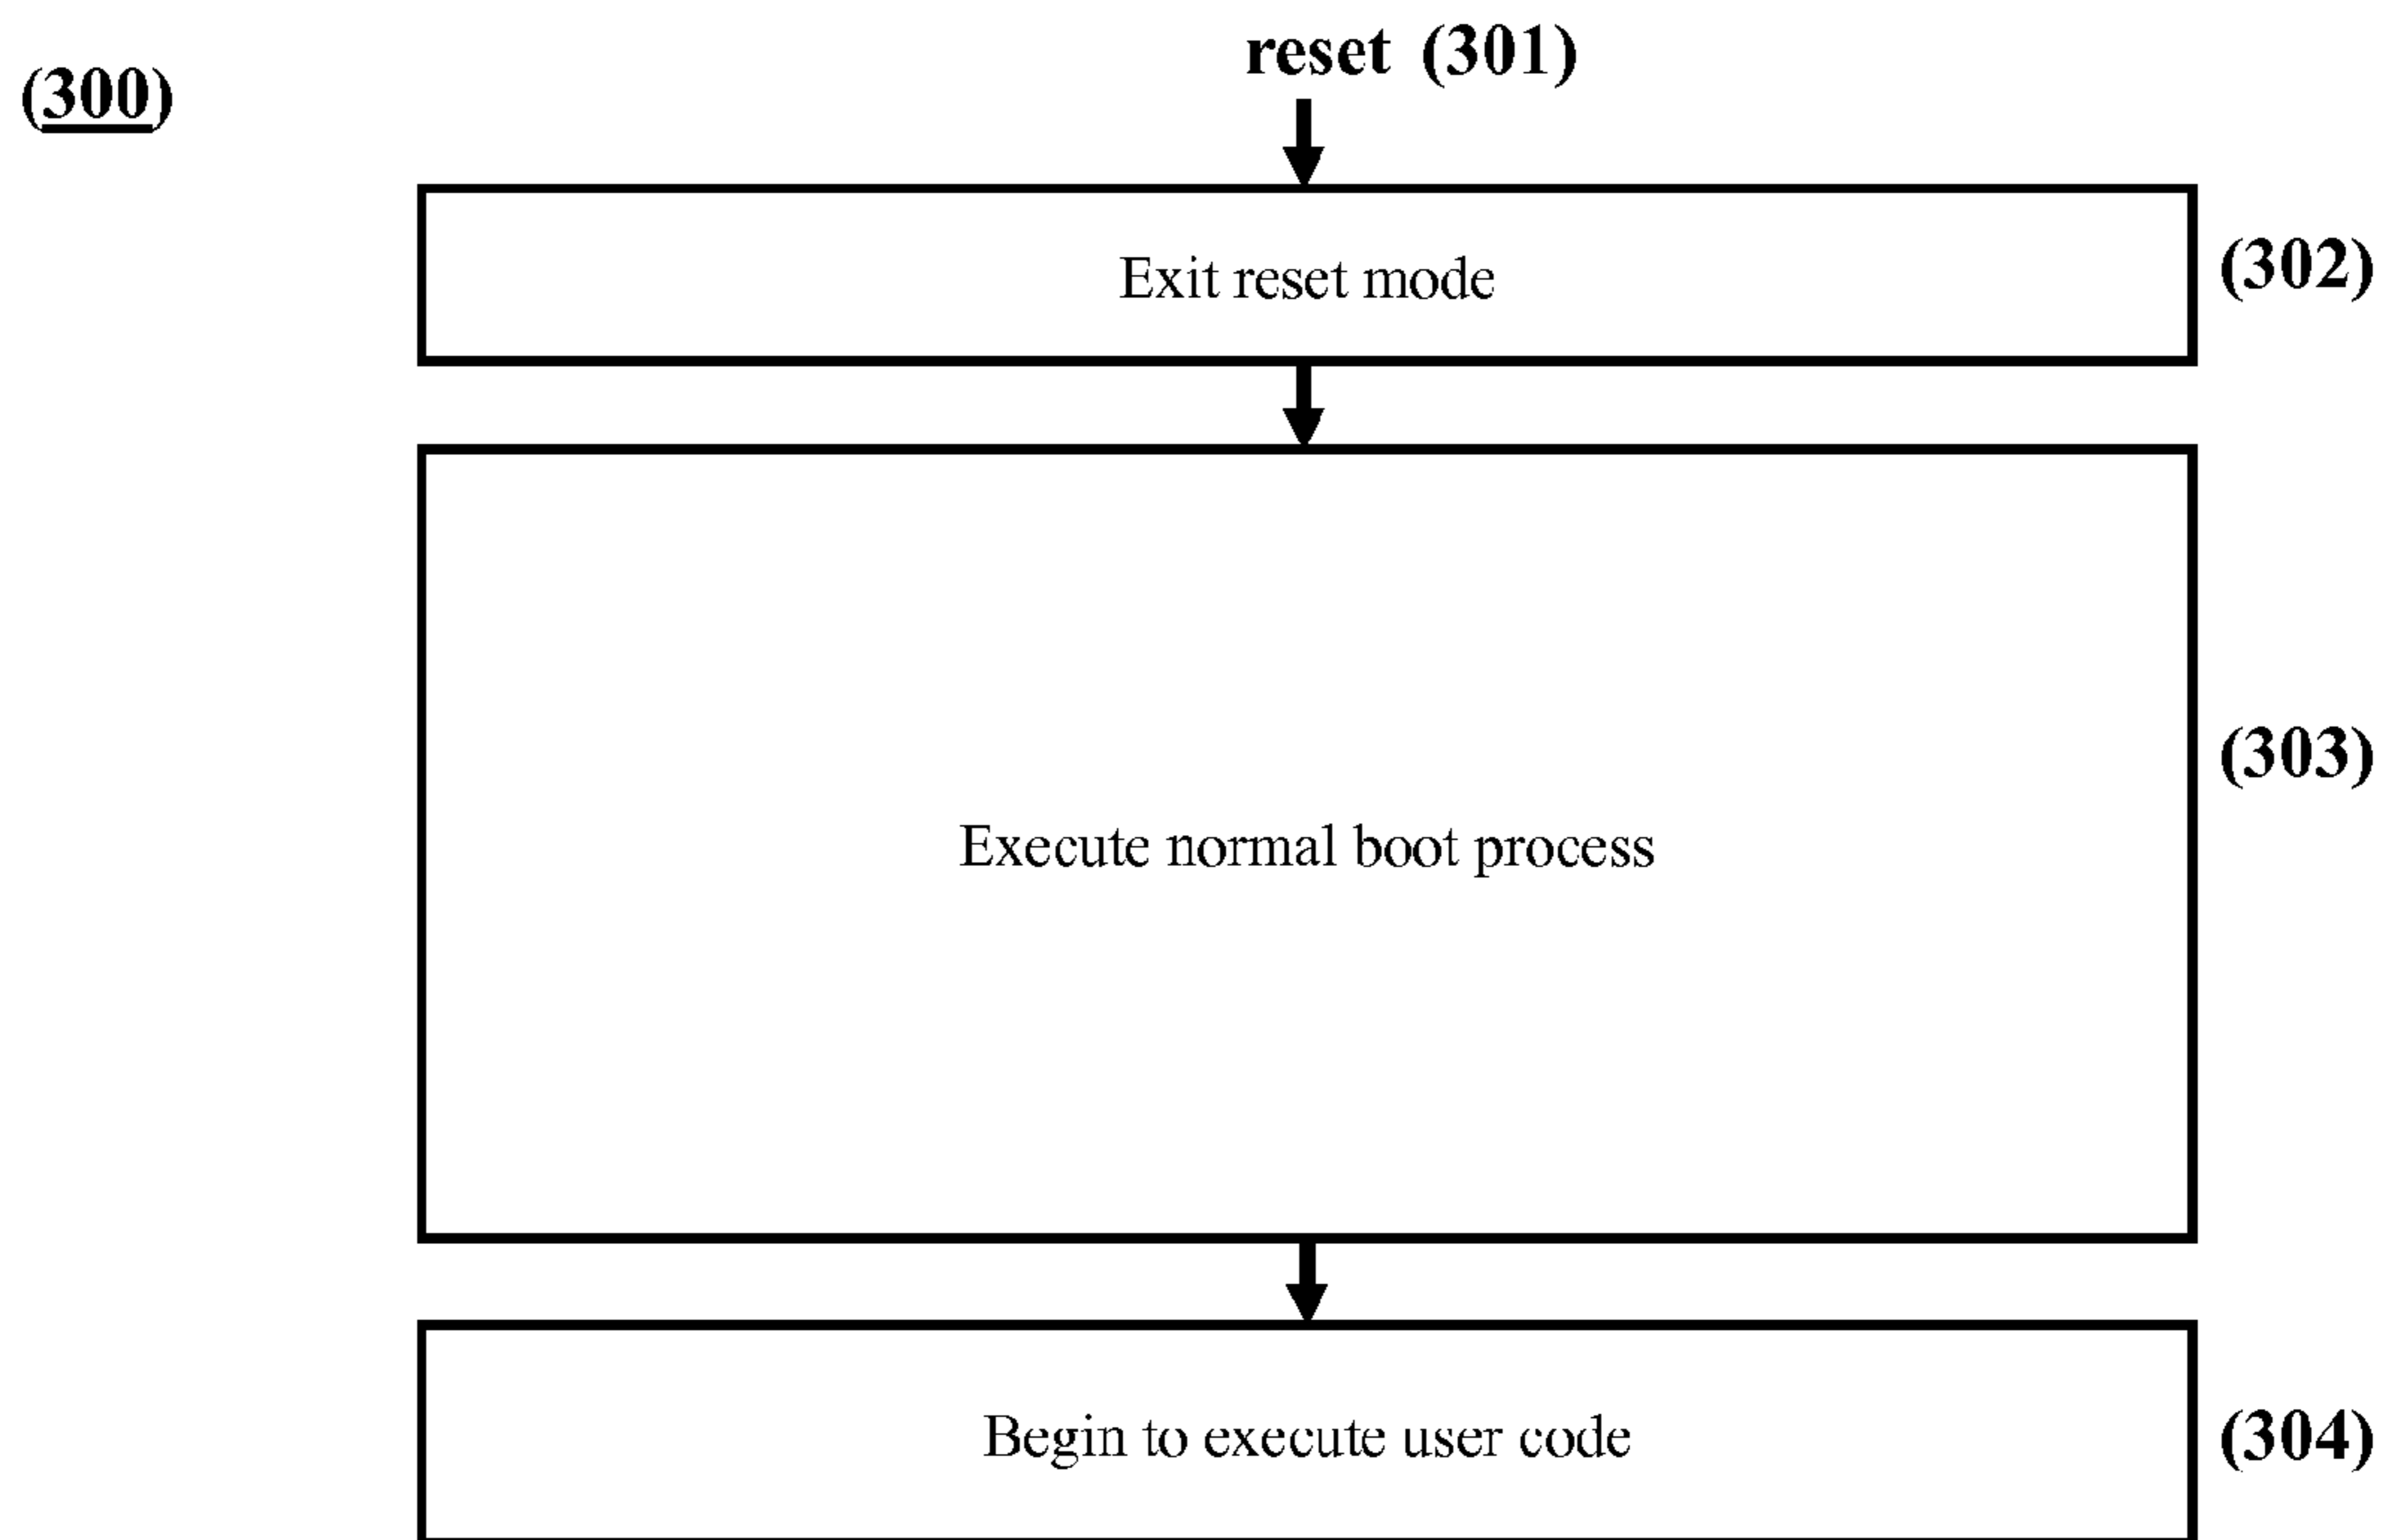 (300)
reset (301)
Exit reset mode
(302)
Execute normal boot process
(303)
Begin to execute user code
(304)